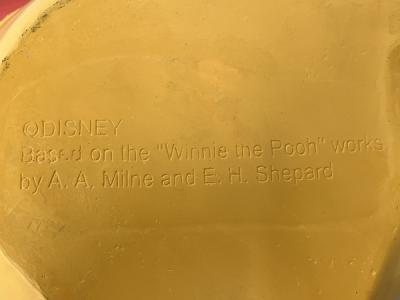 ©DISNEY
Based on the "Winnie the Pooh" works
by A. A. Milne and E. H. Shepard